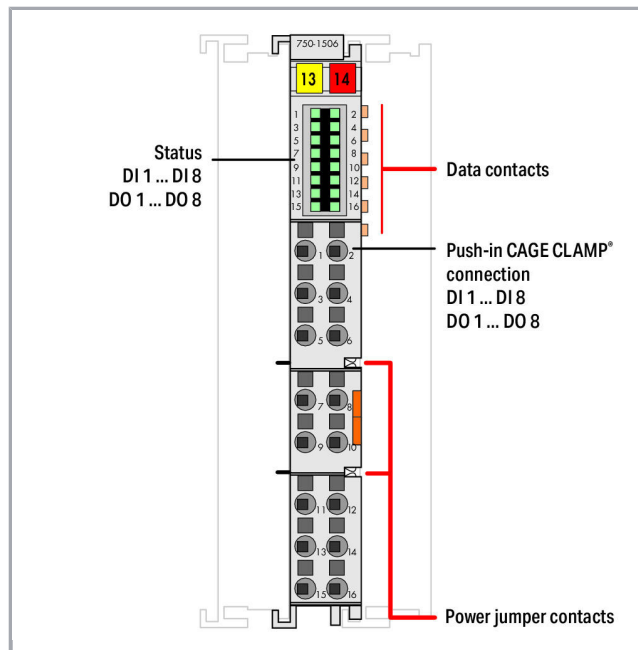 750-1506
13 14
1 2
3 4
5 6
7 8
9 10
11 12
13 14
15 16
Status
DI 1 ... DI 8
DO 1 ... DO 8
Data contacts
Push-in CAGE CLAMP®
connection
DI 1 ... DI 8
DO 1 ... DO 8
1 2
3 4
5 6
7 8
9 10
11 12
13 14
15 16
Power jumper contacts